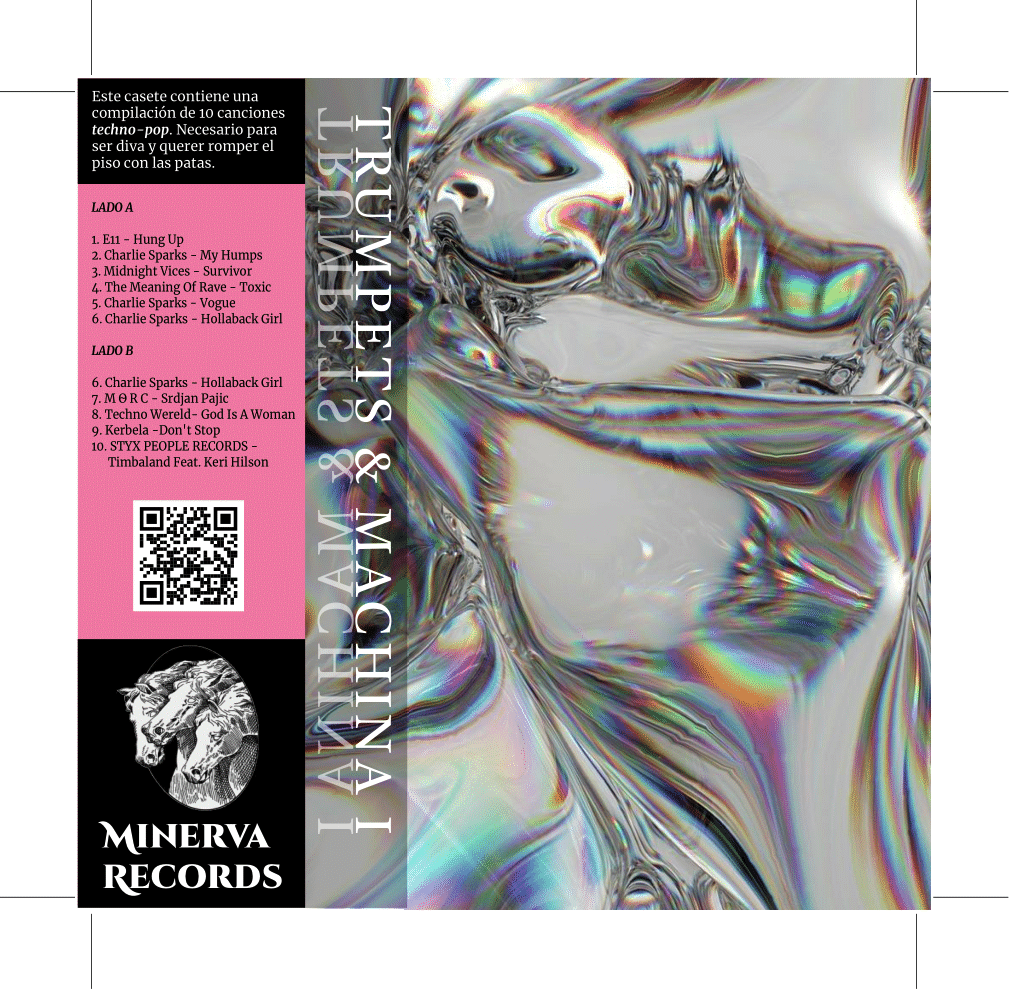 Este casete contiene una
compilación de 10 canciones
techno-pop. Necesario para
ser diva y querer romper el
piso con las patas.
LADO A
1. E11 - Hung Up
2. Charlie Sparks - My Humps
3. Midnight Vices - Survivor
4. The Meaning Of Rave - Toxic
5. Charlie Sparks - Vogue
6. Charlie Sparks - Hollaback Girl
LADO B
6. Charlie Sparks - Hollaback Girl
7. M Θ R C - Srdjan Pajic
8. Techno Wereld- God Is A Woman
9. Kerbela -Don't Stop
10. STYX PEOPLE RECORDS -
Timbaland Feat. Keri Hilson
MINERVA
RECORDS
TRUMPETS & MACHINA I
TRUMPETS & MACHINA I